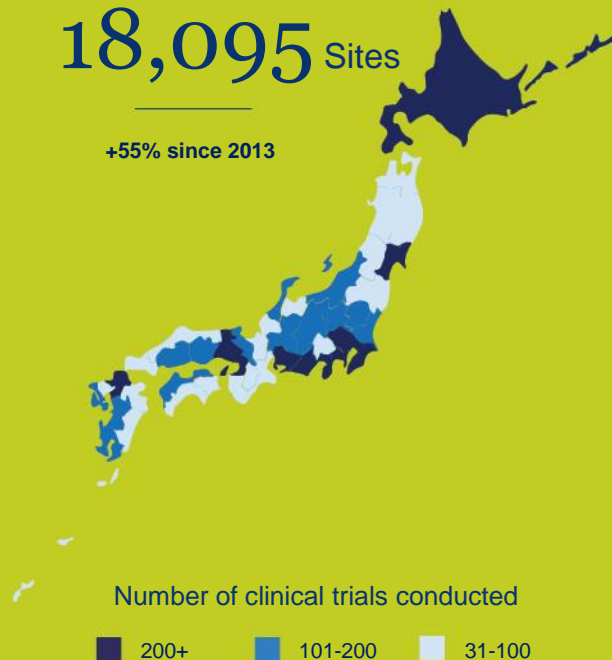 18,095 Sites
+55% since 2013
Number of clinical trials conducted
200+ 101-200 31-100